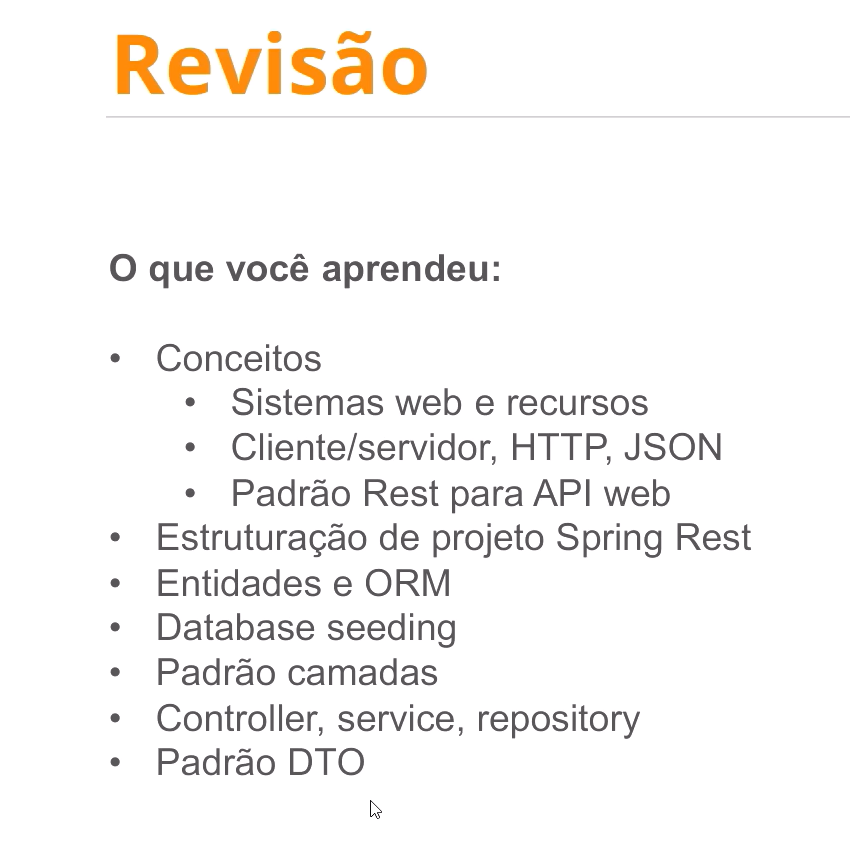 Revisão
O que você aprendeu:
• Conceitos
• Sistemas web e recursos
• Cliente/servidor, HTTP, JSON
• Padrão Rest para API web
• Estruturação de projeto Spring Rest
• Entidades e ORM
• Database seeding
• Padrão camadas
• Controller, service, repository
• Padrão DTO